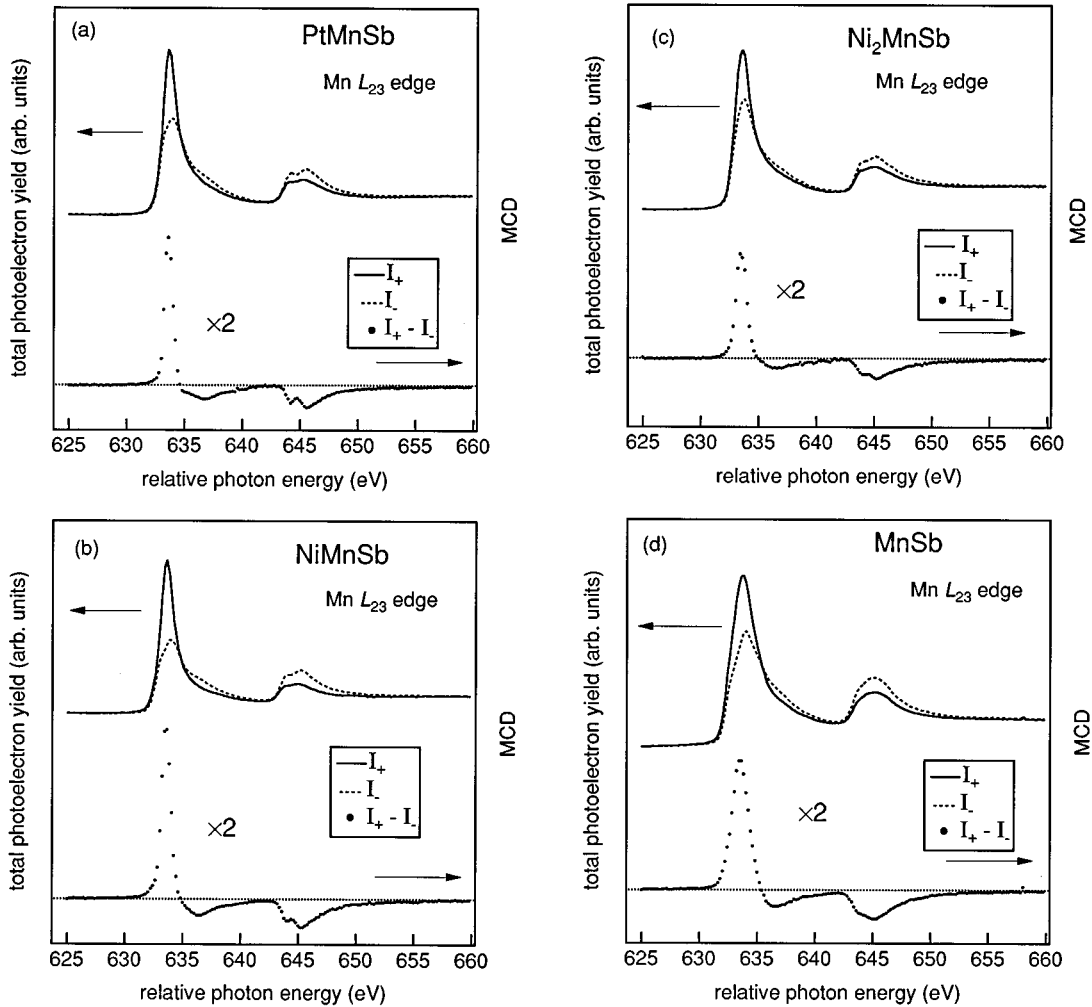 (a)
PtMnSb
Mn L23 edge
total photoelectron yield (arb. units)
I+
I-
I+ - I-
×2
MCD
625 630 635 640 645 650 655 660
relative photon energy (eV)
(c)
Ni2MnSb
Mn L23 edge
total photoelectron yield (arb. units)
I+
I-
I+ - I-
×2
MCD
625 630 635 640 645 650 655 660
relative photon energy (eV)
(b)
NiMnSb
Mn L23 edge
total photoelectron yield (arb. units)
I+
I-
I+ - I-
×2
MCD
625 630 635 640 645 650 655 660
relative photon energy (eV)
(d)
MnSb
Mn L23 edge
total photoelectron yield (arb. units)
I+
I-
I+ - I-
×2
MCD
625 630 635 640 645 650 655 660
relative photon energy (eV)